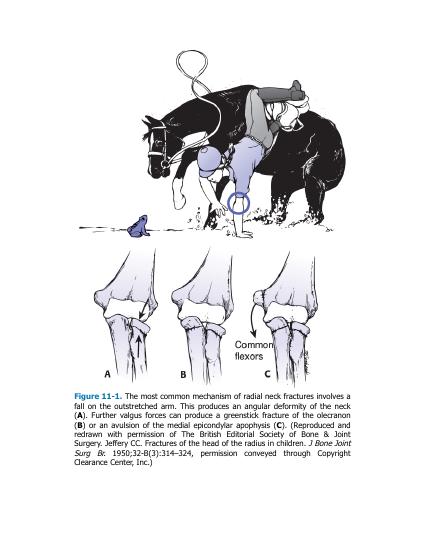 Common
flexors
A
B
C
Figure 11-1. The most common mechanism of radial neck fractures involves a
fall on the outstretched arm. This produces an angular deformity of the neck
(A). Further valgus forces can produce a greenstick fracture of the olecranon
(B) or an avulsion of the medial epicondylar apophysis (C). (Reproduced and
redrawn with permission of The British Editorial Society of Bone & Joint
Surgery. Jeffery CC. Fractures of the head of the radius in children. J Bone Joint
Surg Br. 1950;32-B(3):314–324, permission conveyed through Copyright
Clearance Center, Inc.)